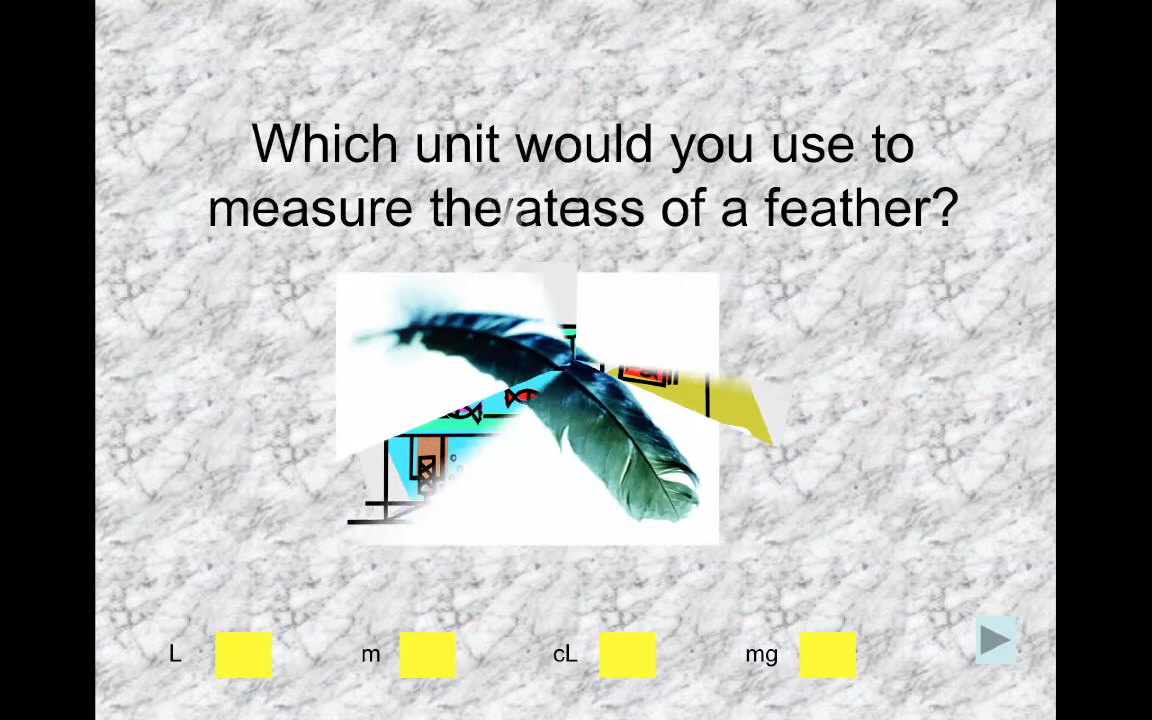 Which unit would you use to
measure the of a feather?
L
m
cL
mg